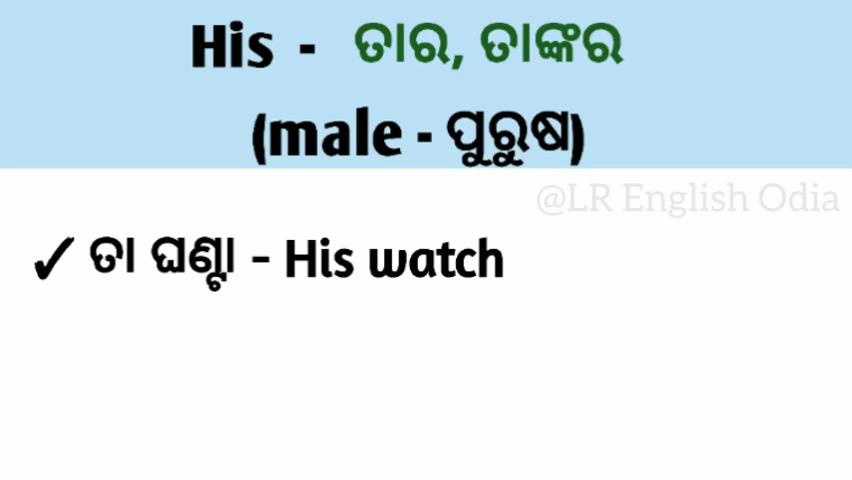 His - ତାର, ତାଙ୍କର
(male - ପୁରୁଷ)
@LR English Odia
✓ ତା ଘଣ୍ଟା - His watch